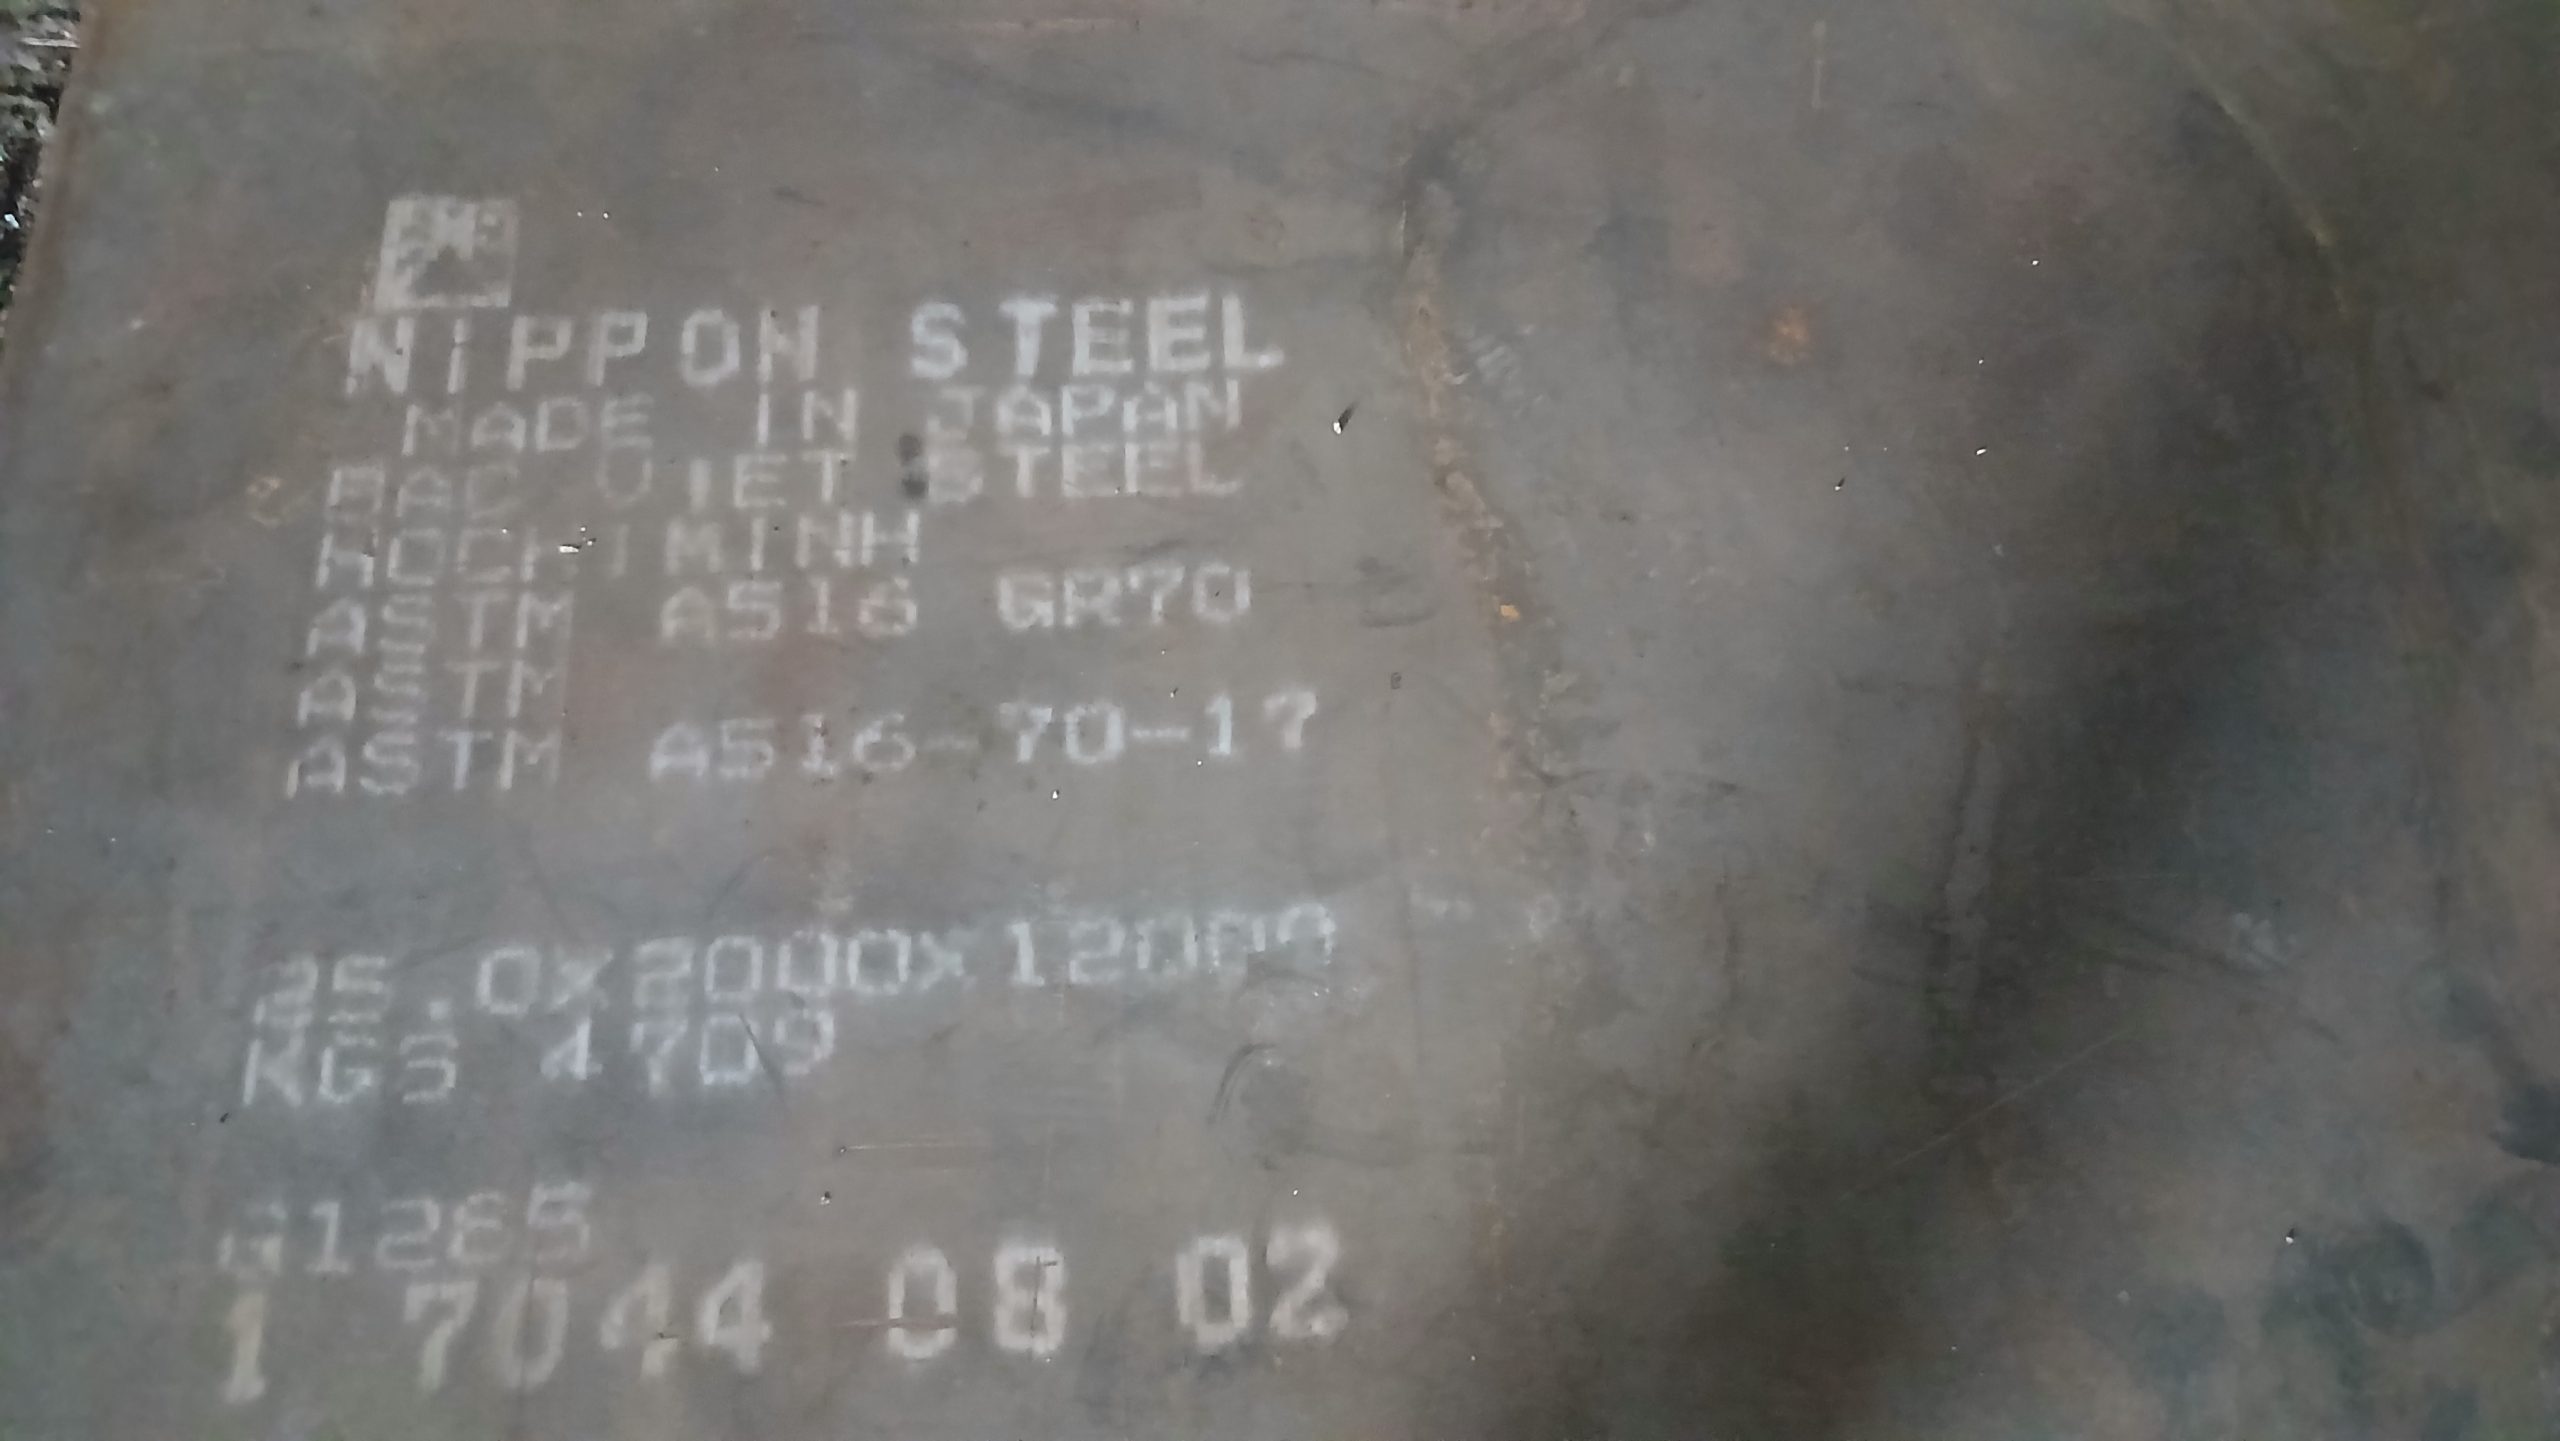 NIPPON STEEL
MADE IN JAPAN
BAC VIET STEEL
HOCHIMINH
ASTM A516 GR70
ASTM
ASTM A516-70-17
25.0X2000X12000
KGS 4709
1 7044 08 02